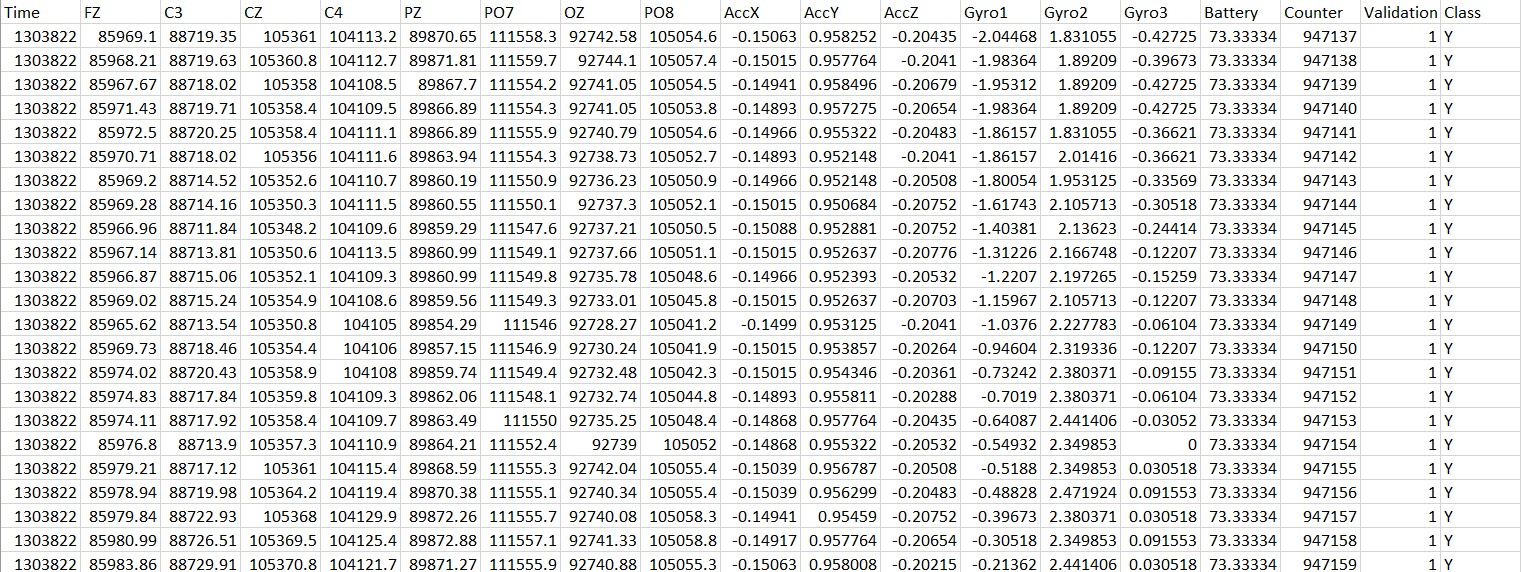 Time FZ C3 CZ C4 PZ PO7 OZ PO8 AccX AccY AccZ Gyro1 Gyro2 Gyro3 Battery Counter Validation Class
1303822 85969.1 88719.35 105361 104113.2 89870.65 111558.3 92742.58 105054.6 -0.15063 0.958252 -0.20435 -2.04468 1.831055 -0.42725 73.33334 947137 1 Y
1303822 85968.21 88719.63 105360.8 104112.7 89871.81 111559.7 92744.1 105057.4 -0.15015 0.957764 -0.2041 -1.98364 1.89209 -0.39673 73.33334 947138 1 Y
1303822 85967.67 88718.02 105358 104108.5 89867.7 111554.2 92741.05 105054.5 -0.14941 0.958496 -0.20679 -1.95312 1.89209 -0.42725 73.33334 947139 1 Y
1303822 85971.43 88719.71 105358.4 104109.5 89866.89 111554.3 92741.05 105053.8 -0.14893 0.957275 -0.20654 -1.98364 1.89209 -0.42725 73.33334 947140 1 Y
1303822 85972.5 88720.25 105358.4 104111.1 89866.89 111555.9 92740.79 105054.6 -0.14966 0.955322 -0.20483 -1.86157 1.831055 -0.36621 73.33334 947141 1 Y
1303822 85970.71 88718.02 105356 104111.6 89863.94 111554.3 92738.73 105052.7 -0.14893 0.952148 -0.2041 -1.86157 2.01416 -0.36621 73.33334 947142 1 Y
1303822 85969.2 88714.52 105352.6 104110.7 89860.19 111550.9 92736.23 105050.9 -0.14966 0.952148 -0.20508 -1.80054 1.953125 -0.33569 73.33334 947143 1 Y
1303822 85969.28 88714.16 105350.3 104111.5 89860.55 111550.1 92737.3 105052.1 -0.15015 0.950684 -0.20752 -1.61743 2.105713 -0.30518 73.33334 947144 1 Y
1303822 85966.96 88711.84 105348.2 104109.6 89859.29 111547.6 92737.21 105050.5 -0.15088 0.952881 -0.20752 -1.40381 2.13623 -0.24414 73.33334 947145 1 Y
1303822 85967.14 88713.81 105350.6 104113.5 89860.99 111549.1 92737.66 105051.1 -0.15015 0.952637 -0.20776 -1.31226 2.166748 -0.12207 73.33334 947146 1 Y
1303822 85966.87 88715.06 105352.1 104109.3 89860.99 111549.8 92735.78 105048.6 -0.14966 0.952393 -0.20532 -1.2207 2.197265 -0.15259 73.33334 947147 1 Y
1303822 85969.02 88715.24 105354.9 104108.6 89859.56 111549.3 92733.01 105045.8 -0.15015 0.952637 -0.20703 -1.15967 2.105713 -0.12207 73.33334 947148 1 Y
1303822 85965.62 88713.54 105350.8 104105 89854.29 111546 92728.27 105041.2 -0.1499 0.953125 -0.2041 -1.0376 2.227783 -0.06104 73.33334 947149 1 Y
1303822 85969.73 88718.46 105354.4 104106 89857.15 111546.9 92730.24 105041.9 -0.15015 0.953857 -0.20264 -0.94604 2.319336 -0.12207 73.33334 947150 1 Y
1303822 85974.02 88720.43 105358.9 104108 89859.74 111549.4 92732.48 105042.3 -0.15015 0.954346 -0.20361 -0.73242 2.380371 -0.09155 73.33334 947151 1 Y
1303822 85974.83 88717.84 105359.8 104109.3 89862.06 111548.1 92732.74 105044.8 -0.14893 0.955811 -0.20288 -0.7019 2.380371 -0.06104 73.33334 947152 1 Y
1303822 85974.11 88717.92 105358.4 104109.7 89863.49 111550 92735.25 105048.4 -0.14868 0.957764 -0.20435 -0.64087 2.441406 -0.03052 73.33334 947153 1 Y
1303822 85976.8 88713.9 105357.3 104110.9 89864.21 111552.4 92739 105052 -0.14868 0.955322 -0.20532 -0.54932 2.349853 0 73.33334 947154 1 Y
1303822 85979.21 88717.12 105361 104115.4 89868.59 111555.3 92742.04 105055.4 -0.15039 0.956787 -0.20508 -0.5188 2.349853 0.030518 73.33334 947155 1 Y
1303822 85978.94 88719.98 105364.2 104119.4 89870.38 111555.1 92740.34 105055.4 -0.15039 0.956299 -0.20483 -0.48828 2.471924 0.091553 73.33334 947156 1 Y
1303822 85979.84 88722.93 105368 104129.9 89872.26 111555.7 92740.08 105058.3 -0.14941 0.95459 -0.20752 -0.39673 2.380371 0.030518 73.33334 947157 1 Y
1303822 85980.99 88726.51 105369.5 104125.4 89872.88 111557.1 92741.33 105058.8 -0.14917 0.957764 -0.20654 -0.30518 2.349853 0.091553 73.33334 947158 1 Y
1303822 85983.86 88729.91 105370.8 104121.7 89871.27 111555.9 92740.88 105055.3 -0.15063 0.958008 -0.20215 -0.21362 2.441406 0.030518 73.33334 947159 1 Y